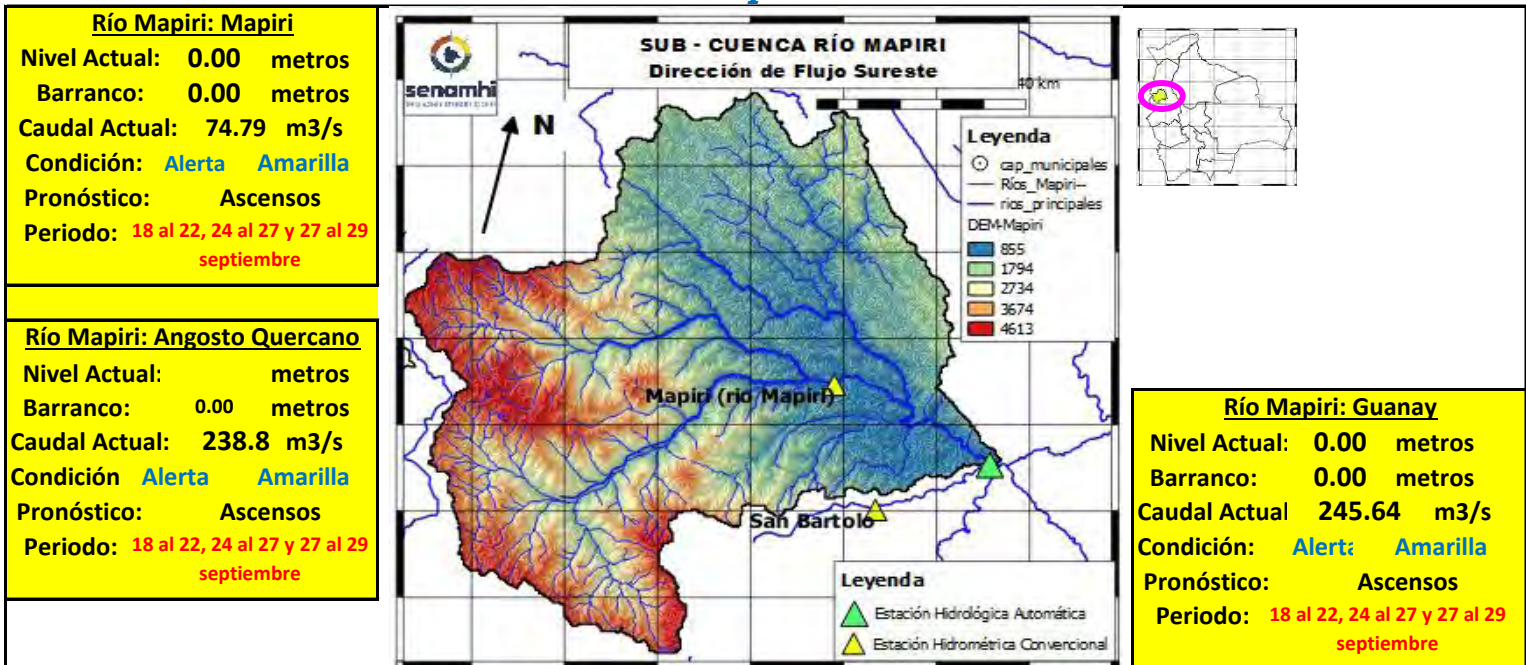 Río Mapiri: Mapiri
Nivel Actual: 0.00 metros
Barranco: 0.00 metros
Caudal Actual: 74.79 m3/s
Condición: Alerta Amarilla
Pronóstico: Ascensos
Periodo: 18 al 22, 24 al 27 y 27 al 29
septiembre
Río Mapiri: Angosto Quercano
Nivel Actual: metros
Barranco: 0.00 metros
Caudal Actual: 238.8 m3/s
Condición Alerta Amarilla
Pronóstico: Ascensos
Periodo: 18 al 22, 24 al 27 y 27 al 29
septiembre
senamhi
SUB - CUENCA RÍO MAPIRI
Dirección de Flujo Sureste
40 km
N
Leyenda
cap_municipales
Ríos_Mapiri--
rios_principales
DEM-Mapiri
855
1794
2734
3674
4613
Mapiri (rio Mapiri)
San Bartolo
Leyenda
Estación Hidrológica Automática
Estación Hidrométrica Convencional
Río Mapiri: Guanay
Nivel Actual: 0.00 metros
Barranco: 0.00 metros
Caudal Actual 245.64 m3/s
Condición: Alerta Amarilla
Pronóstico: Ascensos
Periodo: 18 al 22, 24 al 27 y 27 al 29
septiembre